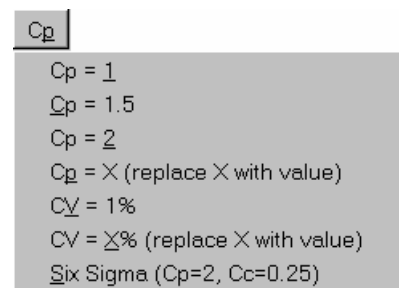 Cp
Cp = 1
Cp = 1.5
Cp = 2
Cp = X (replace X with value)
CV = 1%
CV = X% (replace X with value)
Six Sigma (Cp=2, Cc=0.25)